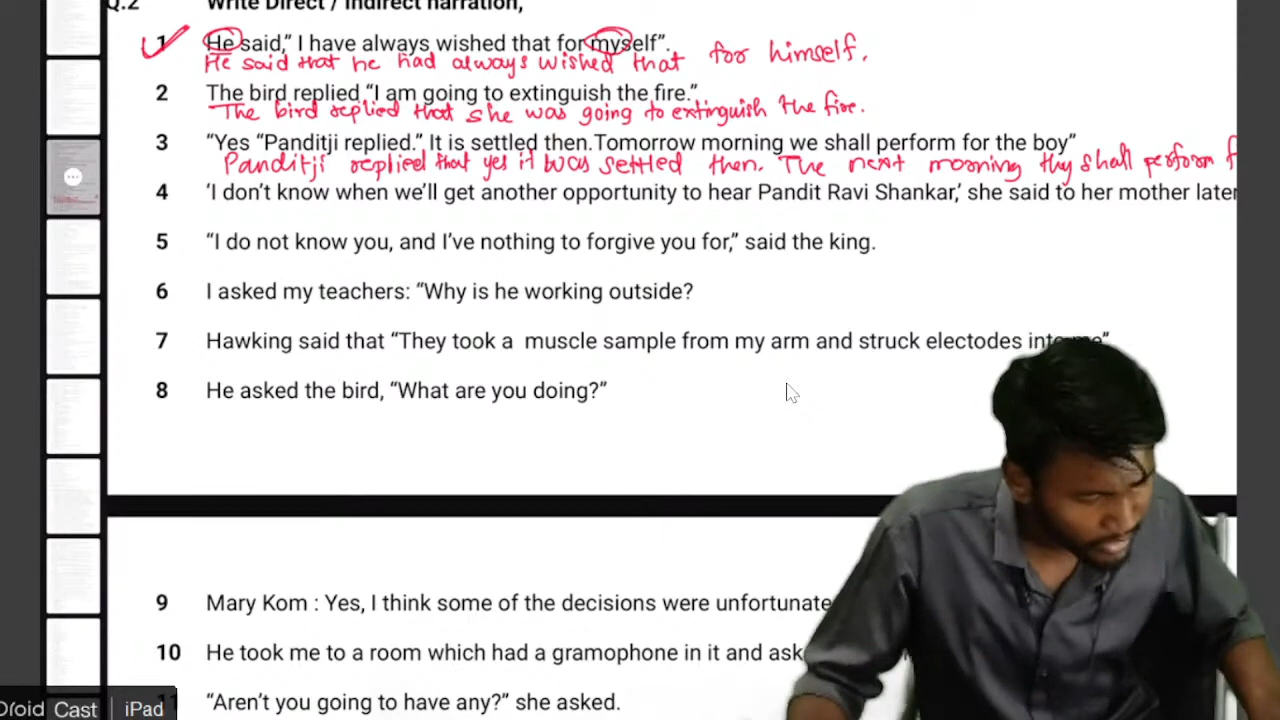 Q.2 Write Direct / Indirect narration,
1 He said,” I have always wished that for myself”.
He said that he had always wished that for himself.
2 The bird replied “I am going to extinguish the fire.”
The bird replied that she was going to extinguish the fire.
3 “Yes “Panditji replied.” It is settled then.Tomorrow morning we shall perform for the boy”
Panditji replied that yes it was settled then. The next morning thy shall perform f
4 ‘I don’t know when we’ll get another opportunity to hear Pandit Ravi Shankar,’ she said to her mother later
5 “I do not know you, and I’ve nothing to forgive you for,” said the king.
6 I asked my teachers: “Why is he working outside?
7 Hawking said that “They took a muscle sample from my arm and struck electodes into me”
8 He asked the bird, “What are you doing?”
9 Mary Kom : Yes, I think some of the decisions were unfortunate
10 He took me to a room which had a gramophone in it and ask
11 “Aren’t you going to have any?” she asked.
Droid Cast | iPad